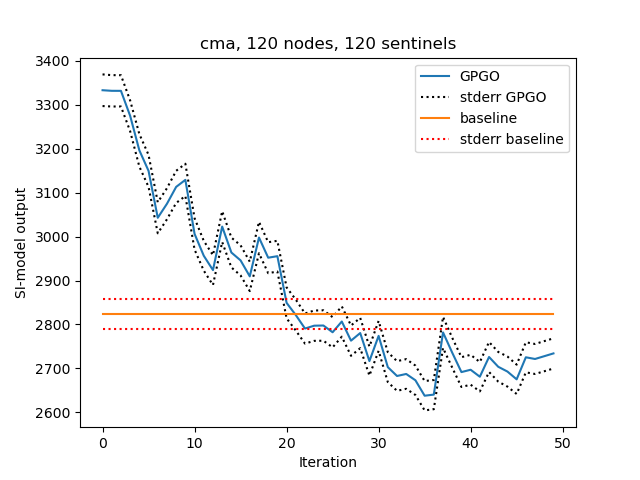 cma, 120 nodes, 120 sentinels
3400
3300
3200
3100
3000
2900
2800
2700
2600
SI-model output
GPGO
stderr GPGO
baseline
stderr baseline
0 10 20 30 40 50
Iteration